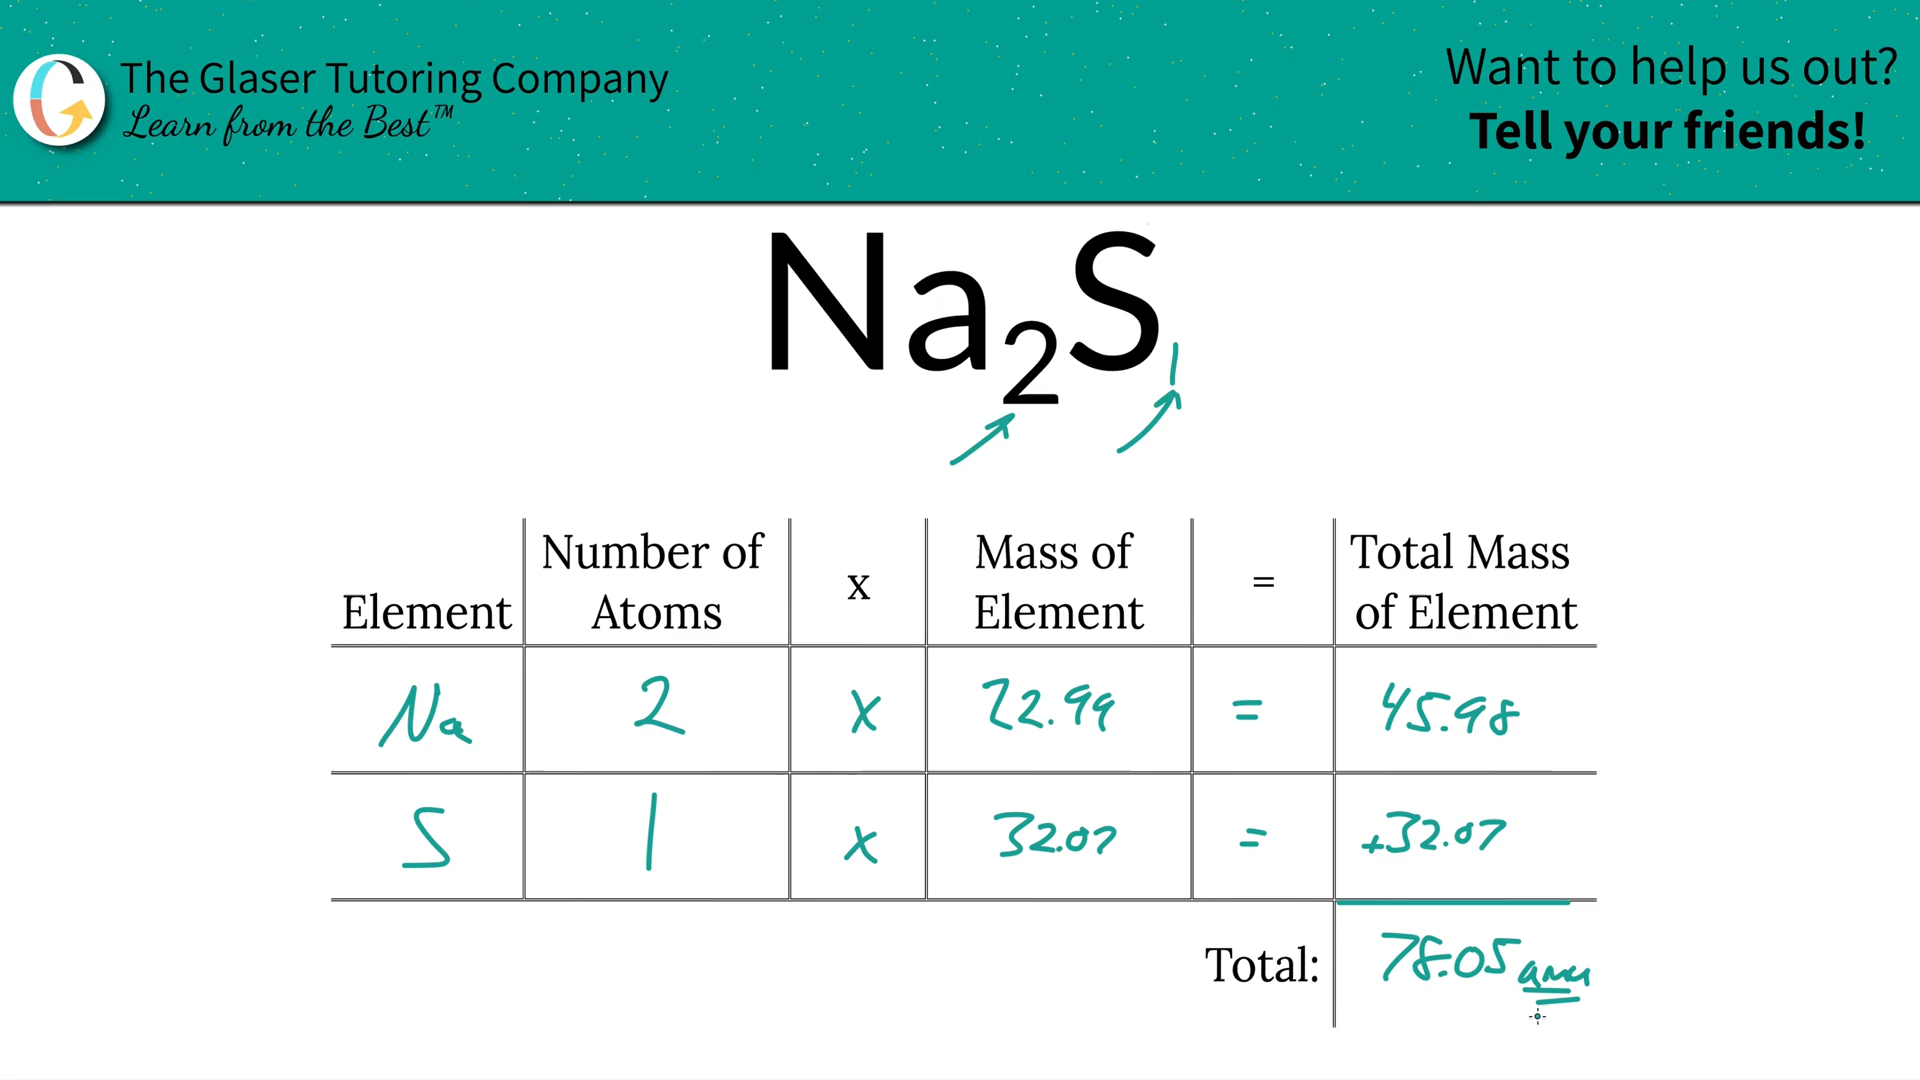 The Glaser Tutoring Company
Learn from the Best™
Want to help us out?
Tell your friends!
Na₂S
1
Element | Number of Atoms | x | Mass of Element | = | Total Mass of Element
Na | 2 | x | 22.99 | = | 45.98
S | 1 | x | 32.07 | = | +32.07
Total: | 78.05 amu